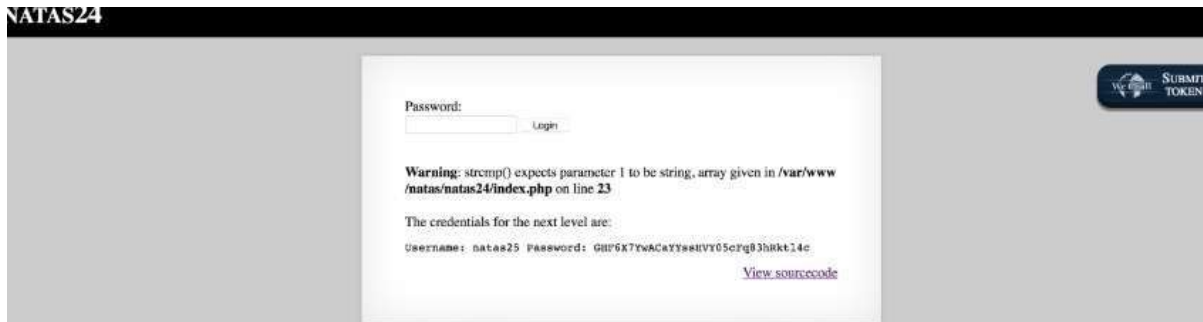 NATAS24
SUBMIT
TOKEN
Password:
Login
Warning: strcmp() expects parameter 1 to be string, array given in /var/www
/natas/natas24/index.php on line 23
The credentials for the next level are:
Username: natas25 Password:
View sourcecode